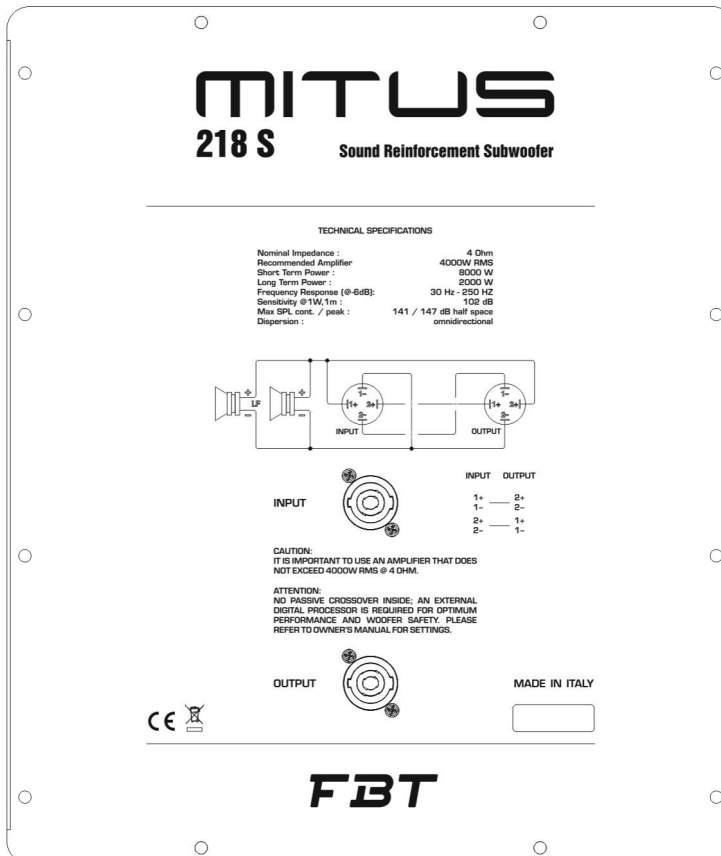 MITUS
218 S Sound Reinforcement Subwoofer
TECHNICAL SPECIFICATIONS
Nominal Impedance : 4 Ohm
Recommended Amplifier 4000W RMS
Short Term Power : 8000 W
Long Term Power : 2000 W
Frequency Response (@-6dB): 30 Hz - 250 HZ
Sensitivity @1W,1m : 102 dB
Max SPL cont. / peak : 141 / 147 dB half space
Dispersion : omnidirectional
+ LF − + −
1− 1+ 2+ 2− INPUT
1− 1+ 2+ 2− OUTPUT
INPUT
INPUT OUTPUT
1+ 2+
1− 2−
2+ 1+
2− 1−
CAUTION:
IT IS IMPORTANT TO USE AN AMPLIFIER THAT DOES
NOT EXCEED 4000W RMS @ 4 OHM.
ATTENTION:
NO PASSIVE CROSSOVER INSIDE; AN EXTERNAL
DIGITAL PROCESSOR IS REQUIRED FOR OPTIMUM
PERFORMANCE AND WOOFER SAFETY. PLEASE
REFER TO OWNER'S MANUAL FOR SETTINGS.
OUTPUT
MADE IN ITALY
CE
FBT